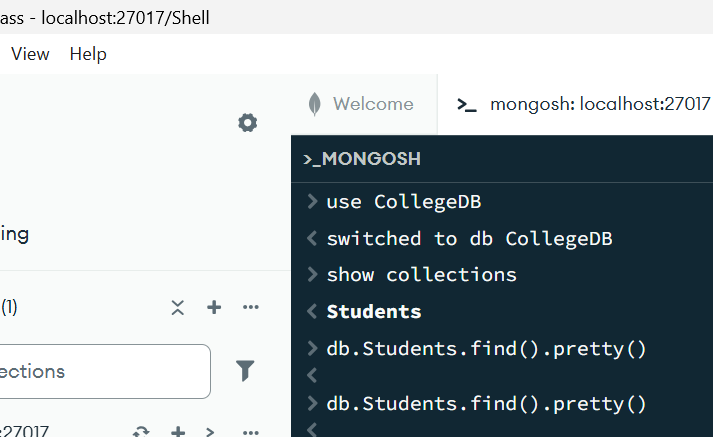 ass - localhost:27017/Shell
View Help
Welcome
>_ mongosh: localhost:27017
>_MONGOSH
> use CollegeDB
< switched to db CollegeDB
ing
> show collections
(1)
< Students
ections
> db.Students.find().pretty()
<
> db.Students.find().pretty()
:27017
<